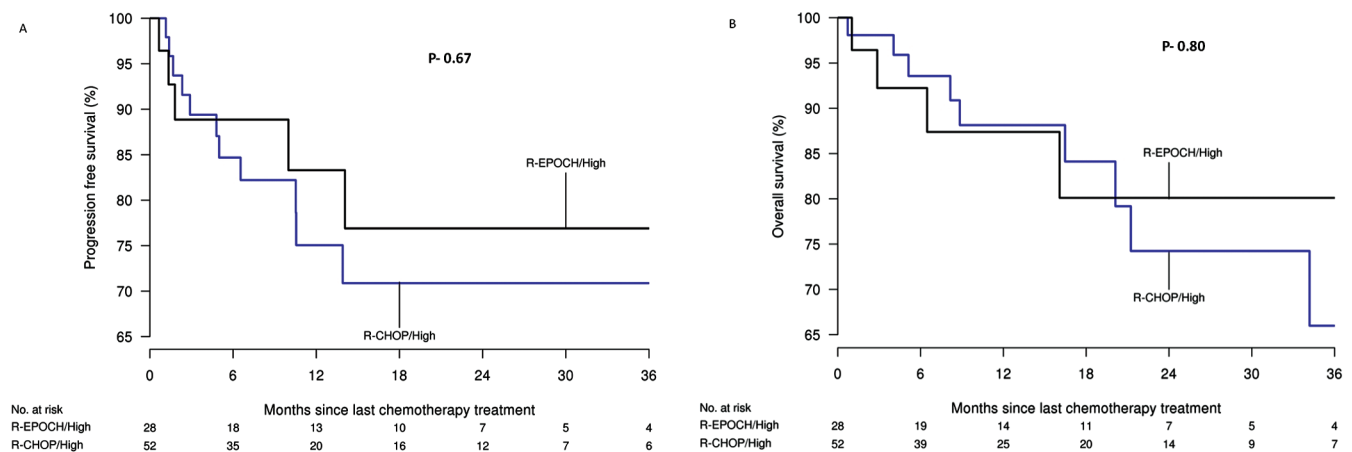 A
P- 0.67
Progression free survival (%)
100
95
90
85
80
75
70
65
R-EPOCH/High
R-CHOP/High
0 6 12 18 24 30 36
Months since last chemotherapy treatment
No. at risk
R-EPOCH/High 28 18 13 10 7 5 4
R-CHOP/High 52 35 20 16 12 7 6
B
P- 0.80
Overall survival (%)
100
95
90
85
80
75
70
65
R-EPOCH/High
R-CHOP/High
0 6 12 18 24 30 36
Months since last chemotherapy treatment
No. at risk
R-EPOCH/High 28 19 14 11 7 5 4
R-CHOP/High 52 39 25 20 14 9 7